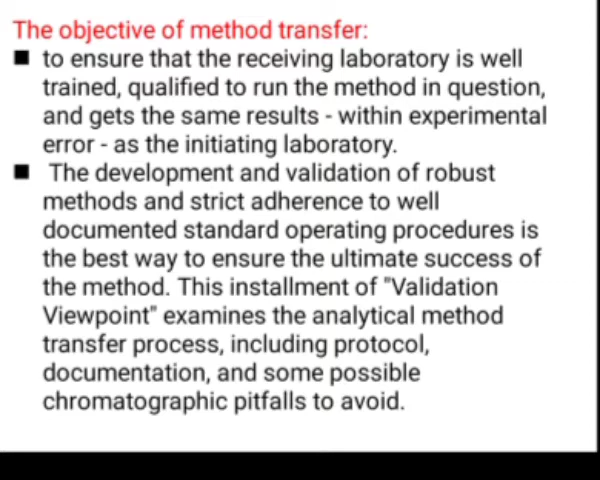 The objective of method transfer:
■ to ensure that the receiving laboratory is well
trained, qualified to run the method in question,
and gets the same results - within experimental
error - as the initiating laboratory.
■ The development and validation of robust
methods and strict adherence to well
documented standard operating procedures is
the best way to ensure the ultimate success of
the method. This installment of "Validation
Viewpoint" examines the analytical method
transfer process, including protocol,
documentation, and some possible
chromatographic pitfalls to avoid.